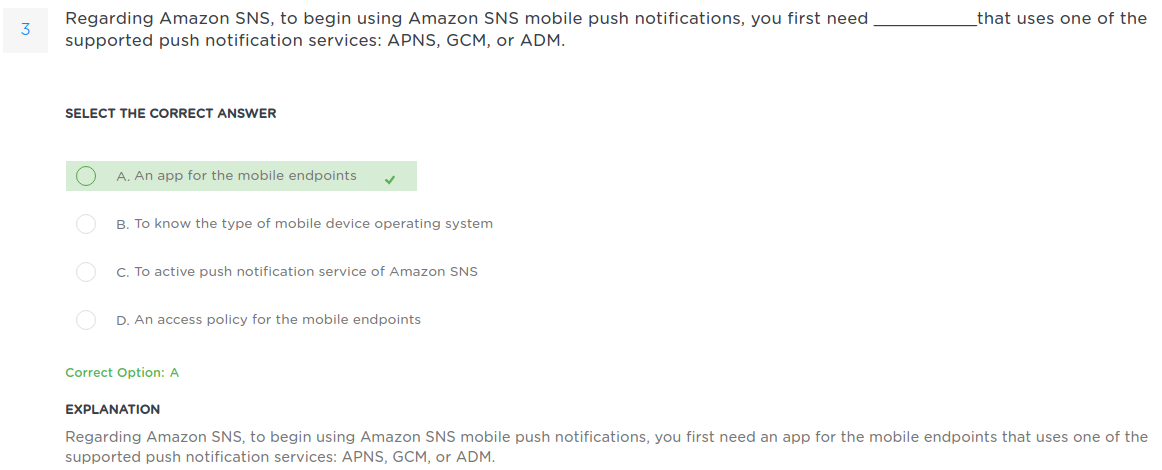 3
Regarding Amazon SNS, to begin using Amazon SNS mobile push notifications, you first need ___________that uses one of the
supported push notification services: APNS, GCM, or ADM.
SELECT THE CORRECT ANSWER
A. An app for the mobile endpoints
B. To know the type of mobile device operating system
C. To active push notification service of Amazon SNS
D. An access policy for the mobile endpoints
Correct Option: A
EXPLANATION
Regarding Amazon SNS, to begin using Amazon SNS mobile push notifications, you first need an app for the mobile endpoints that uses one of the
supported push notification services: APNS, GCM, or ADM.